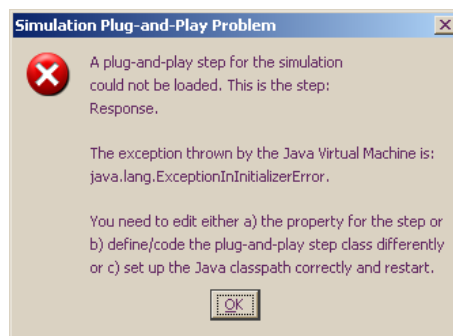 Simulation Plug-and-Play Problem
A plug-and-play step for the simulation
could not be loaded. This is the step:
Response.
The exception thrown by the Java Virtual Machine is:
java.lang.ExceptionInInitializerError.
You need to edit either a) the property for the step or
b) define/code the plug-and-play step class differently
or c) set up the Java classpath correctly and restart.
OK